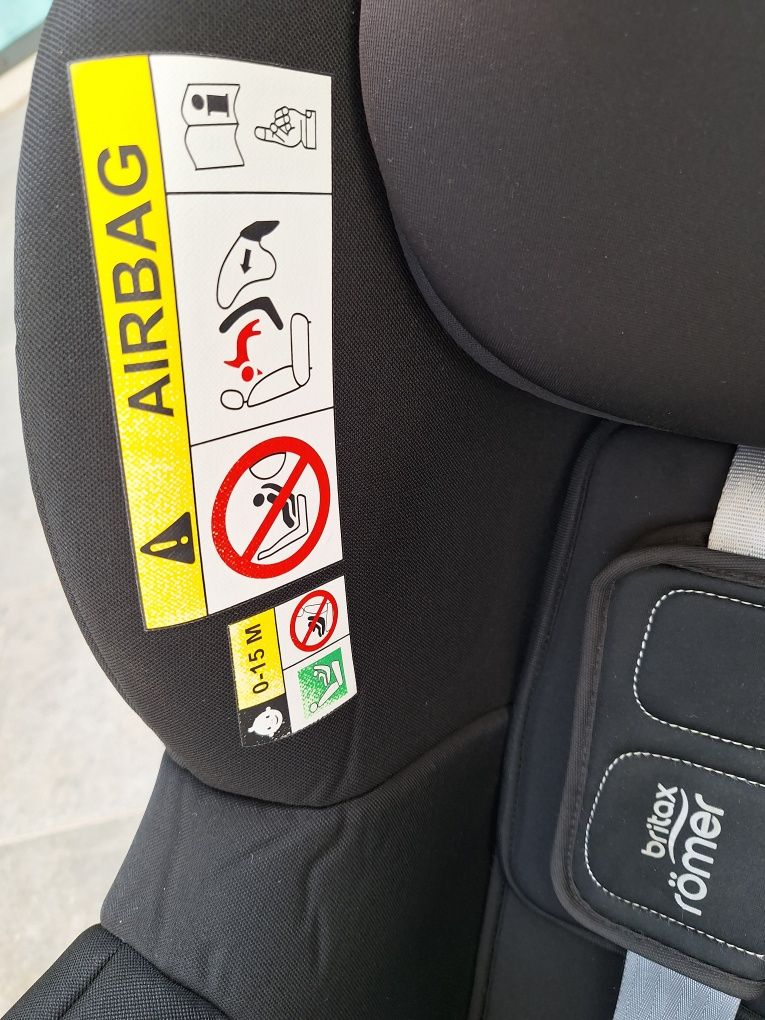 AIRBAG
0-15 M
britax
römer